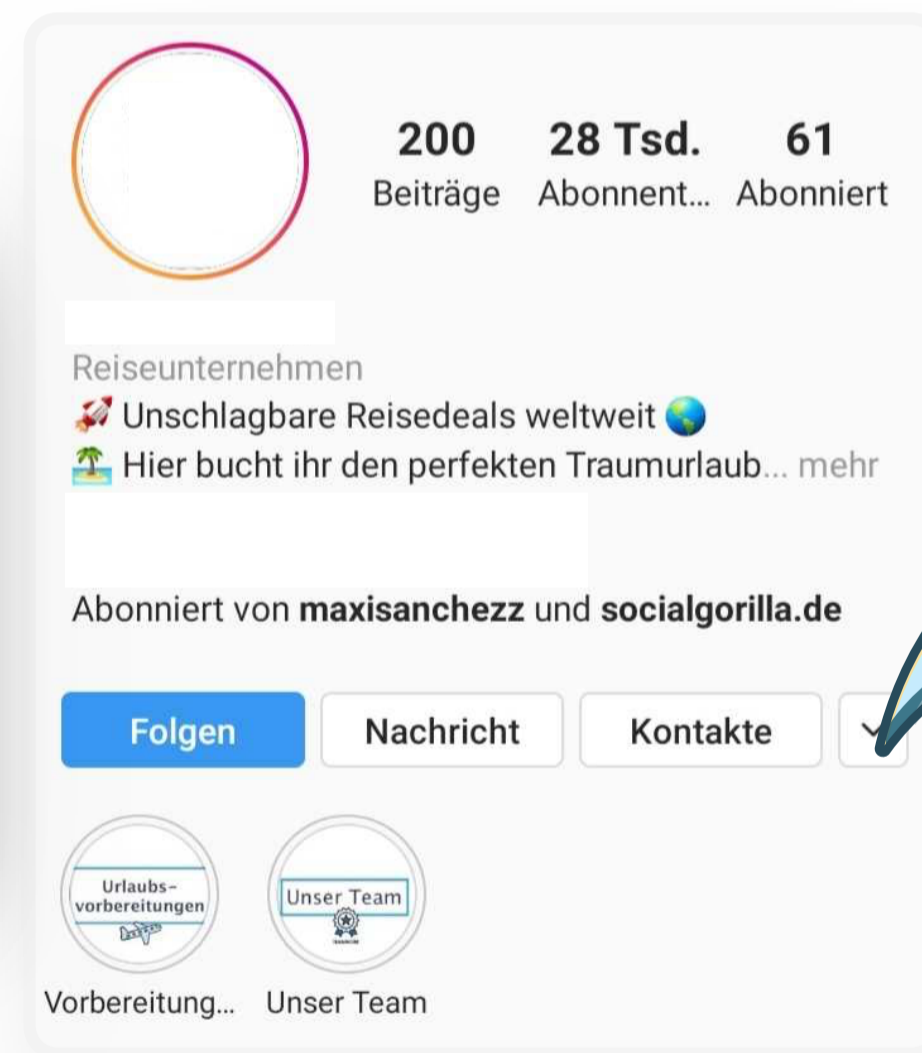 200 28 Tsd. 61
Beiträge Abonnent... Abonniert
Reiseunternehmen
🚀 Unschlagbare Reisedeals weltweit 🌎
🏝️ Hier bucht ihr den perfekten Traumurlaub... mehr
Abonniert von maxisanchezz und socialgorilla.de
Folgen Nachricht Kontakte
Urlaubs-
vorbereitungen
Unser Team
Vorbereitung... Unser Team